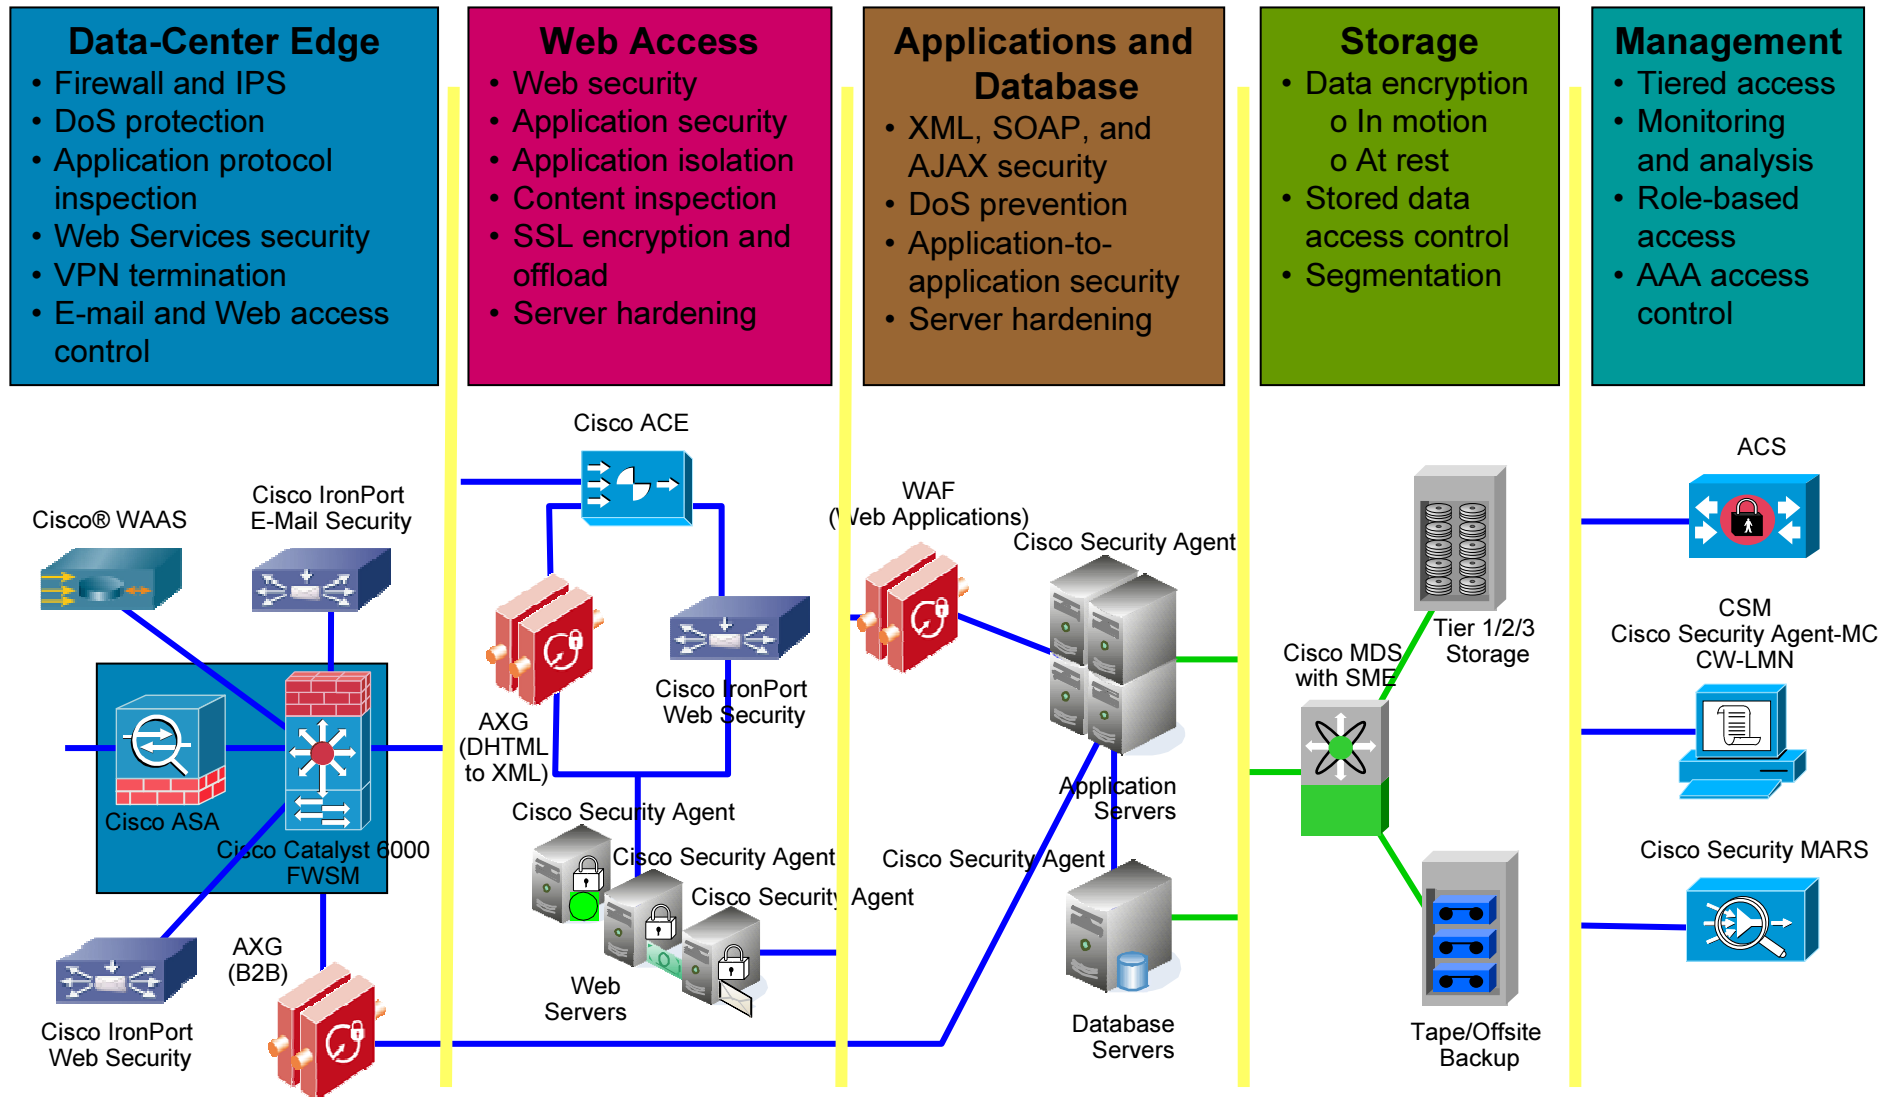 Data-Center Edge
• Firewall and IPS
• DoS protection
• Application protocol
inspection
• Web Services security
• VPN termination
• E-mail and Web access
control
Web Access
• Web security
• Application security
• Application isolation
• Content inspection
• SSL encryption and
offload
• Server hardening
Applications and
Database
• XML, SOAP, and
AJAX security
• DoS prevention
• Application-to-
application security
• Server hardening
Storage
• Data encryption
o In motion
o At rest
• Stored data
access control
• Segmentation
Management
• Tiered access
• Monitoring
and analysis
• Role-based
access
• AAA access
control
Cisco® WAAS
Cisco IronPort
E-Mail Security
Cisco ASA
Cisco Catalyst 6000
FWSM
Cisco IronPort
Web Security
AXG
(B2B)
Cisco ACE
AXG
(DHTML
to XML)
Cisco IronPort
Web Security
Cisco Security Agent
Cisco Security Agent
Cisco Security Agent
Web
Servers
WAF
(Web Applications)
Cisco Security Agent
Application
Servers
Cisco Security Agent
Database
Servers
Cisco MDS
with SME
Tier 1/2/3
Storage
Tape/Offsite
Backup
ACS
CSM
Cisco Security Agent-MC
CW-LMN
Cisco Security MARS